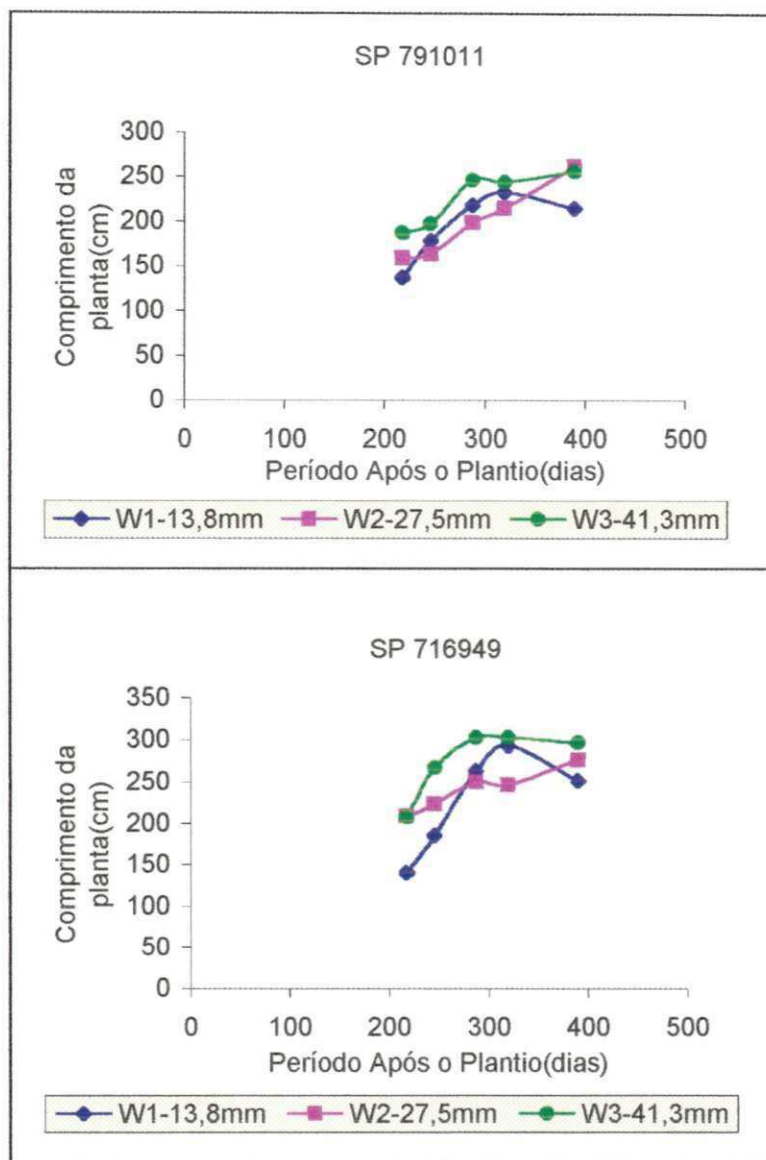 SP 791011
300
250
200
150
100
50
0
Comprimento da
planta(cm)
0 100 200 300 400 500
Período Após o Plantio(dias)
W1-13,8mm W2-27,5mm W3-41,3mm
SP 716949
350
300
250
200
150
100
50
0
Comprimento da
planta(cm)
0 100 200 300 400 500
Período Após o Plantio(dias)
W1-13,8mm W2-27,5mm W3-41,3mm